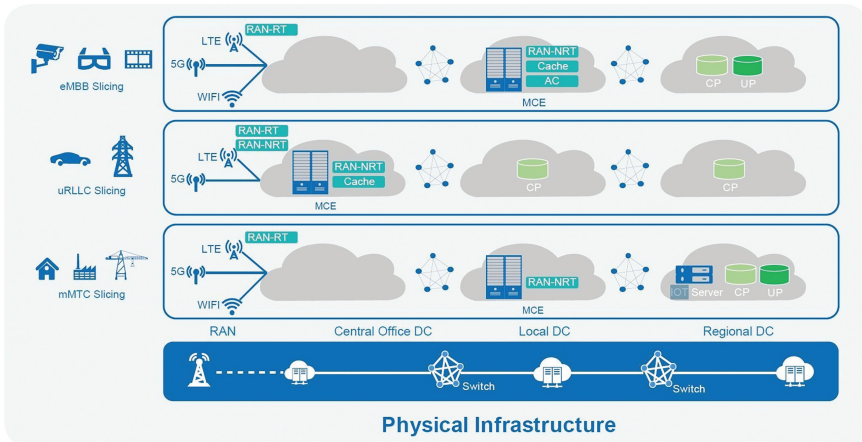 RAN-RT
LTE
5G
WIFI
eMBB Slicing
RAN-NRT
Cache
AC
MCE
CP
UP
RAN-RT
RAN-NRT
LTE
5G
uRLLC Slicing
RAN-NRT
Cache
MCE
CP
CP
RAN-RT
LTE
5G
WIFI
mMTC Slicing
RAN-NRT
MCE
IOT Server
CP
UP
RAN
Central Office DC
Local DC
Regional DC
Switch
Switch
Physical Infrastructure